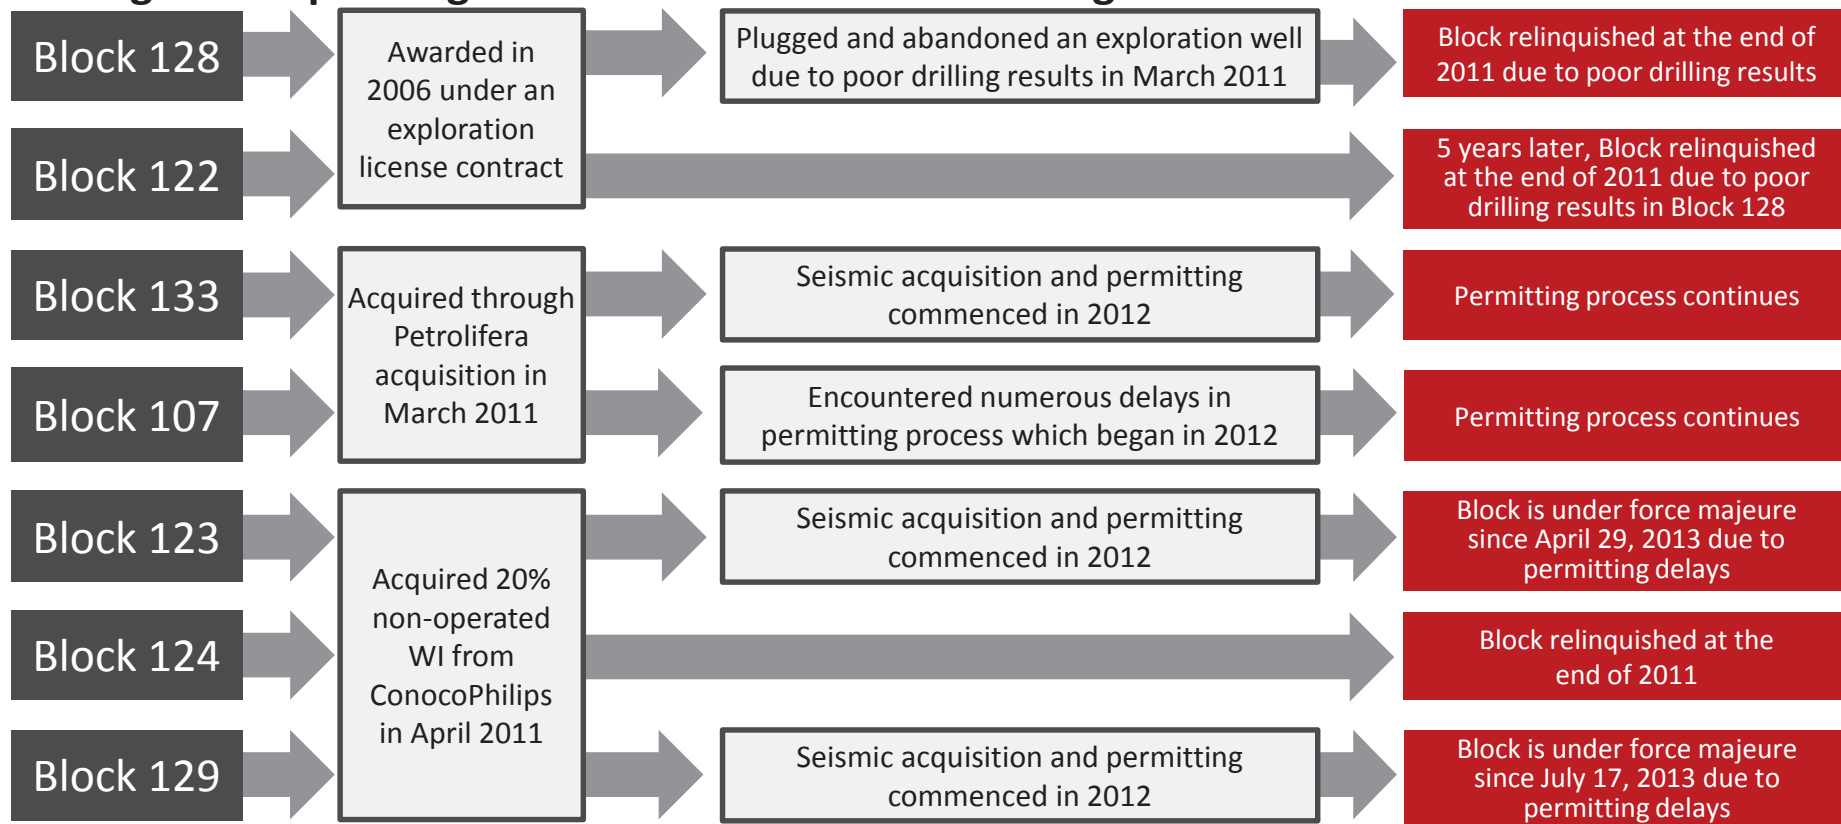 Block 128
Awarded in
2006 under an
exploration
license contract
Plugged and abandoned an exploration well
due to poor drilling results in March 2011
Block relinquished at the end of
2011 due to poor drilling results
Block 122
5 years later, Block relinquished
at the end of 2011 due to poor
drilling results in Block 128
Block 133
Acquired through
Petrolifera
acquisition in
March 2011
Seismic acquisition and permitting
commenced in 2012
Permitting process continues
Block 107
Encountered numerous delays in
permitting process which began in 2012
Permitting process continues
Block 123
Acquired 20%
non-operated
WI from
ConocoPhilips
in April 2011
Seismic acquisition and permitting
commenced in 2012
Block is under force majeure
since April 29, 2013 due to
permitting delays
Block 124
Block relinquished at the
end of 2011
Block 129
Seismic acquisition and permitting
commenced in 2012
Block is under force majeure
since July 17, 2013 due to
permitting delays